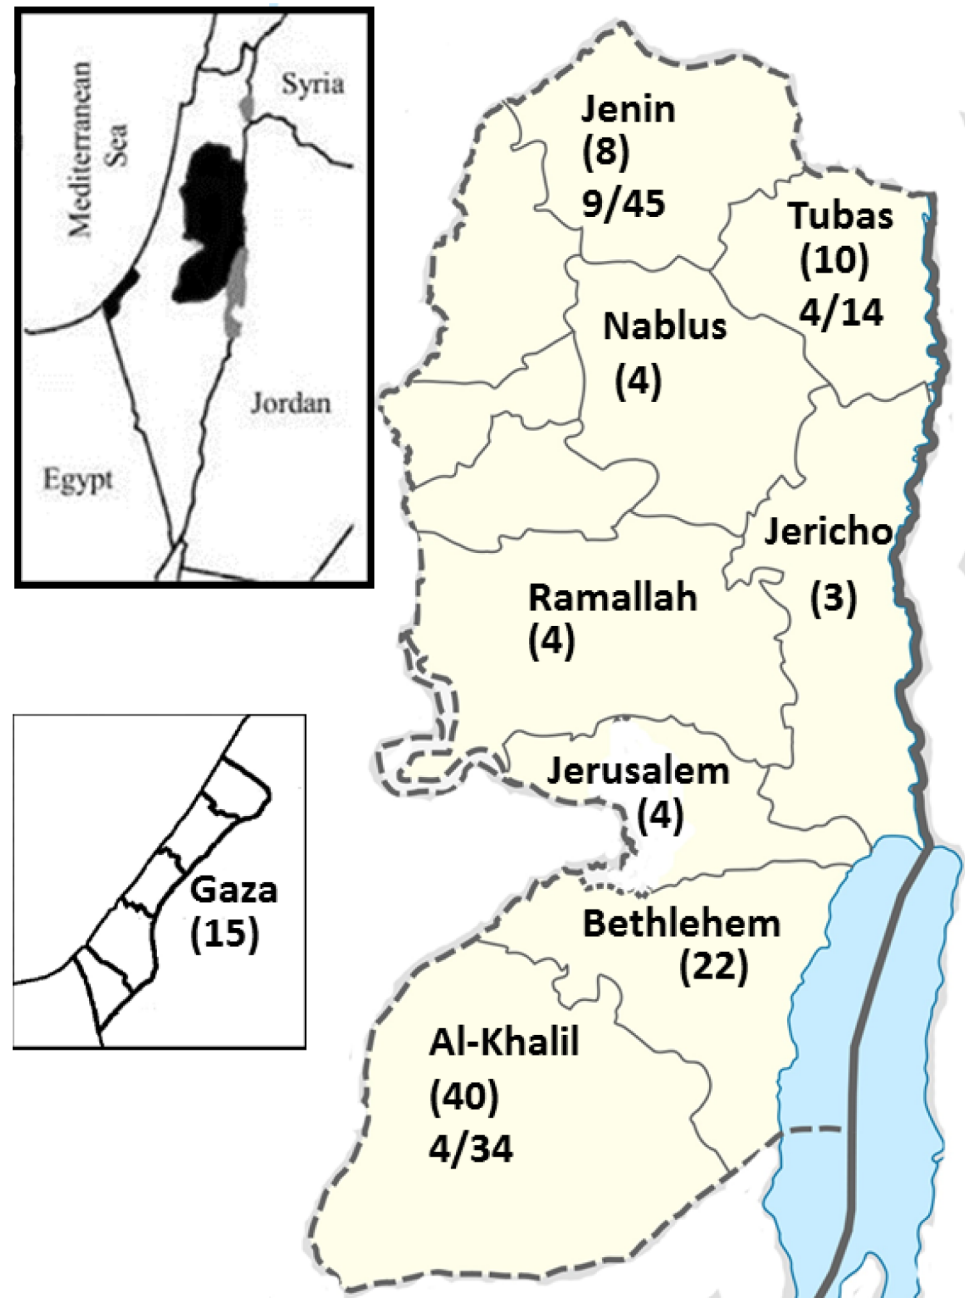 Mediterranean
Sea
Syria
Jordan
Egypt
Jenin
(8)
9/45
Tubas
(10)
4/14
Nablus
(4)
Jericho
(3)
Ramallah
(4)
Jerusalem
(4)
Gaza
(15)
Bethlehem
(22)
Al-Khalil
(40)
4/34